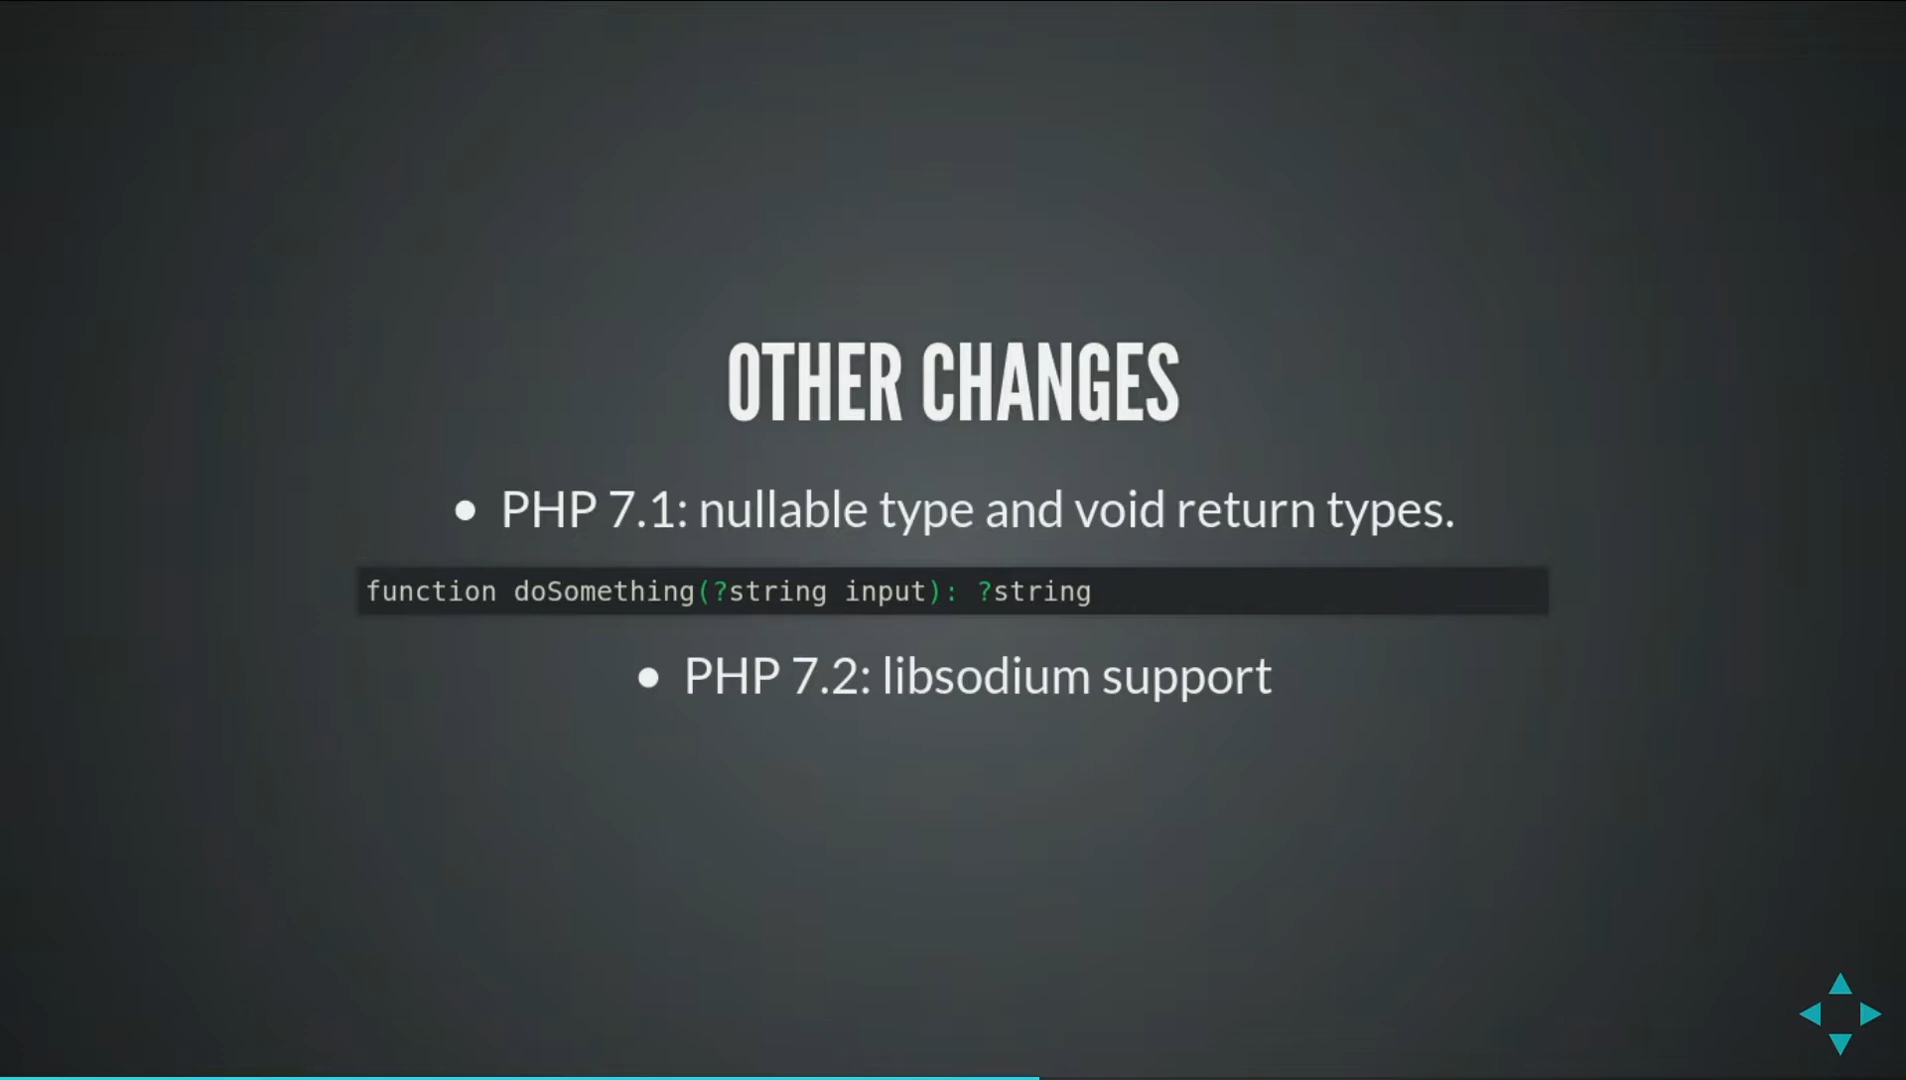 OTHER CHANGES
• PHP 7.1: nullable type and void return types.
function doSomething(?string input): ?string
• PHP 7.2: libsodium support